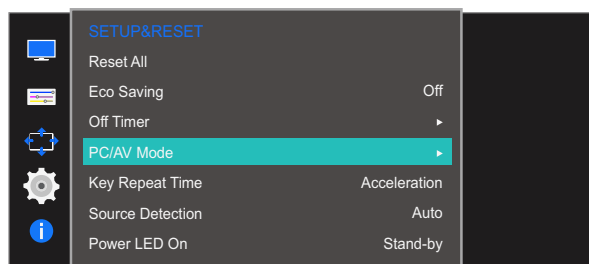 SETUP&RESET
Reset All
Eco Saving Off
Off Timer
PC/AV Mode
Key Repeat Time Acceleration
Source Detection Auto
Power LED On Stand-by